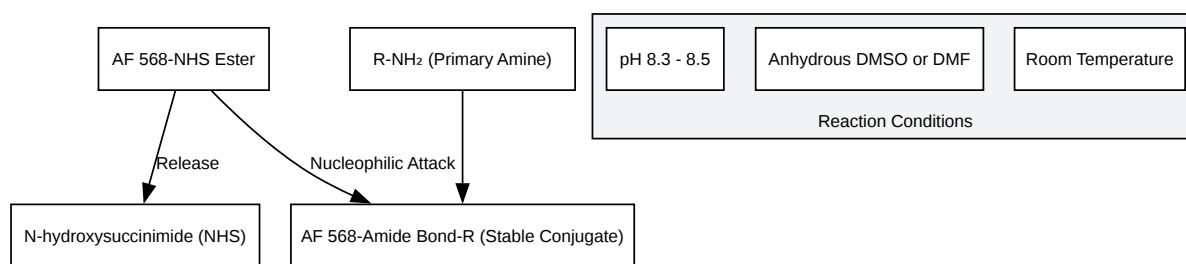 AF 568-NHS Ester
R-NH₂ (Primary Amine)
pH 8.3 - 8.5
Anhydrous DMSO or DMF
Room Temperature
Reaction Conditions
Release
Nucleophilic Attack
N-hydroxysuccinimide (NHS)
AF 568-Amide Bond-R (Stable Conjugate)